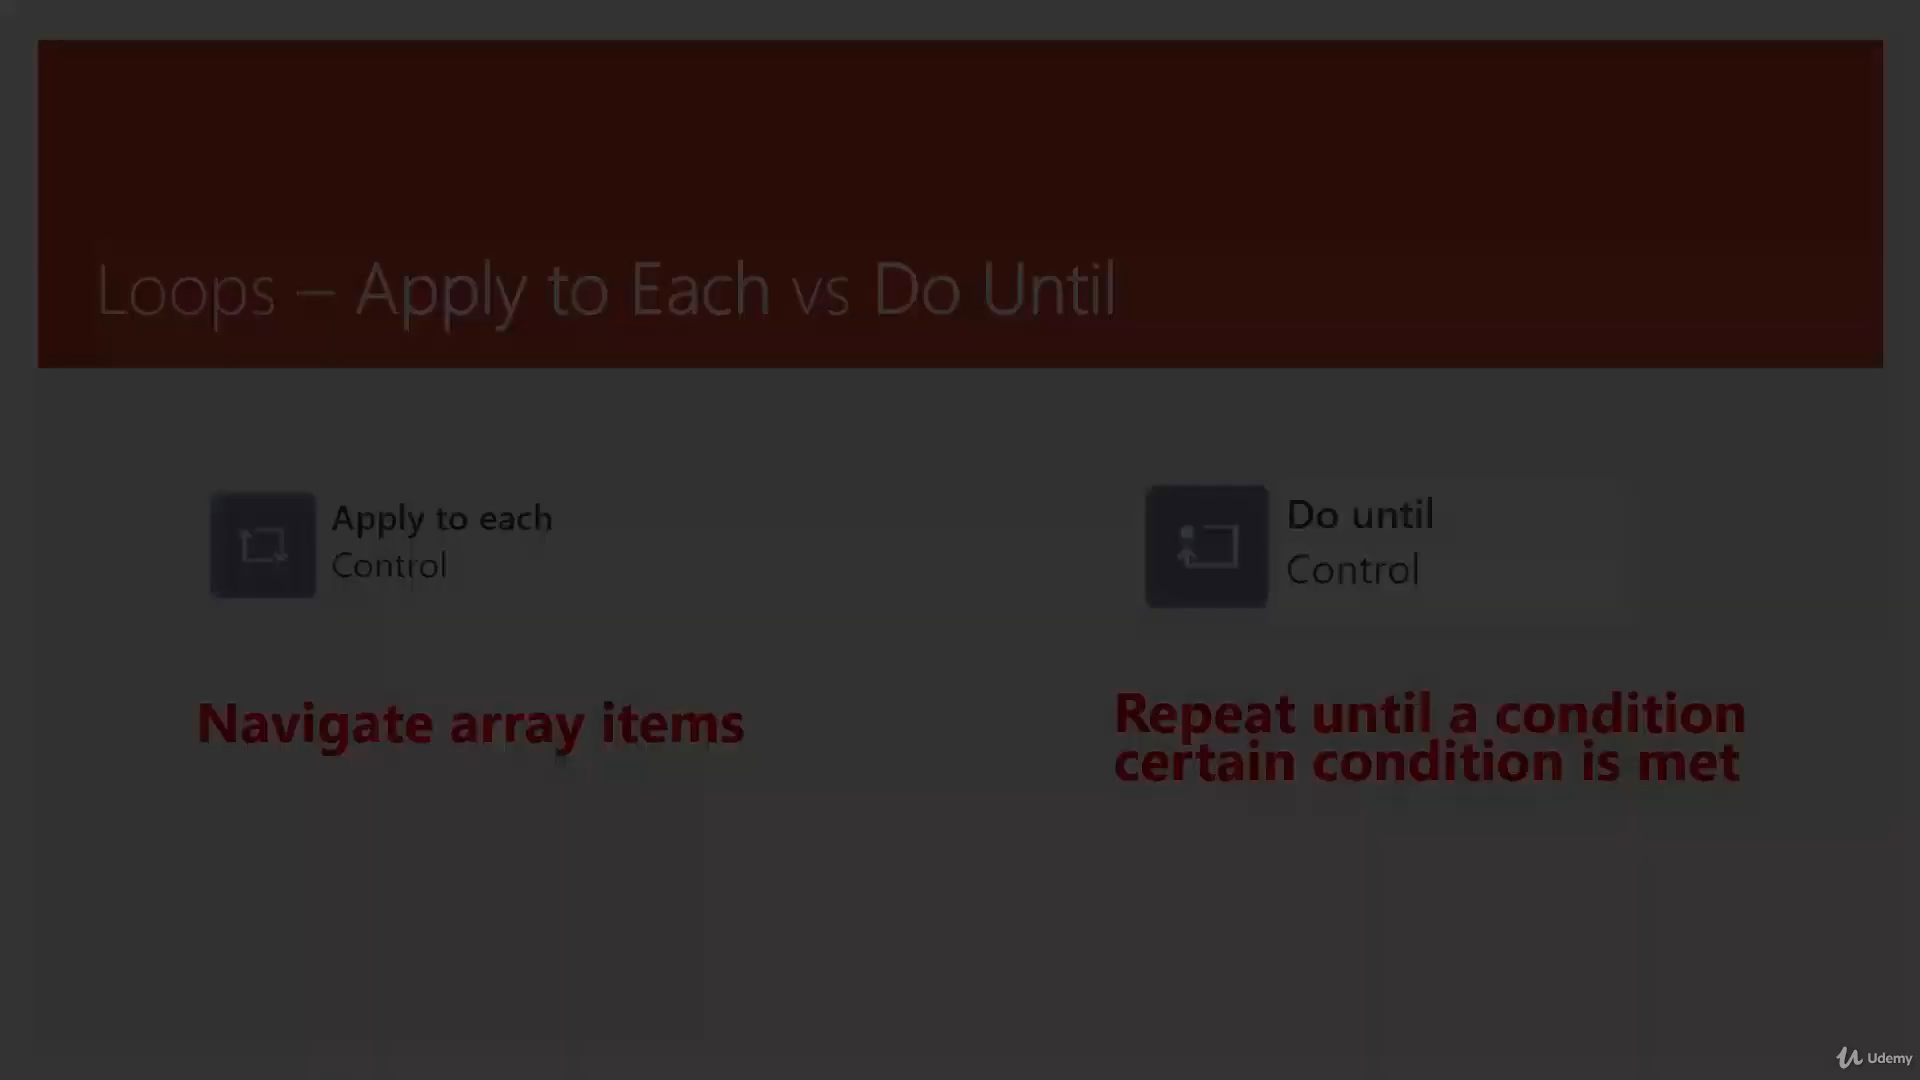 Loops – Apply to Each vs Do Until
Apply to each
Control
Do until
Control
Navigate array items
Repeat until a condition
certain condition is met
Udemy